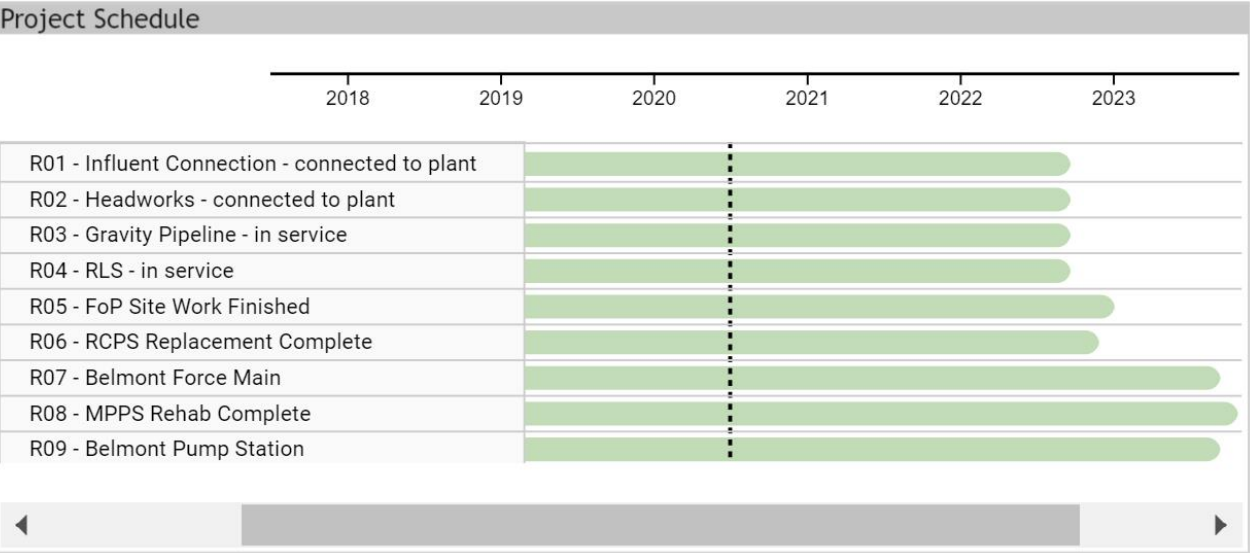 Project Schedule
2018 2019 2020 2021 2022 2023
R01 - Influent Connection - connected to plant
R02 - Headworks - connected to plant
R03 - Gravity Pipeline - in service
R04 - RLS - in service
R05 - FoP Site Work Finished
R06 - RCPS Replacement Complete
R07 - Belmont Force Main
R08 - MPPS Rehab Complete
R09 - Belmont Pump Station